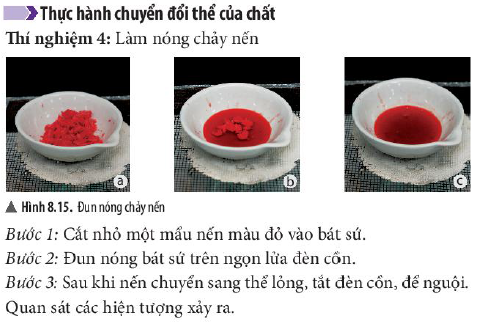 Thực hành chuyển đổi thể của chất
Thí nghiệm 4: Làm nóng chảy nến
a
b
c
▲ Hình 8.15. Đun nóng chảy nến
Bước 1: Cắt nhỏ một mẩu nến màu đỏ vào bát sứ.
Bước 2: Đun nóng bát sứ trên ngọn lửa đèn cồn.
Bước 3: Sau khi nến chuyển sang thể lỏng, tắt đèn cồn, để nguội.
Quan sát các hiện tượng xảy ra.